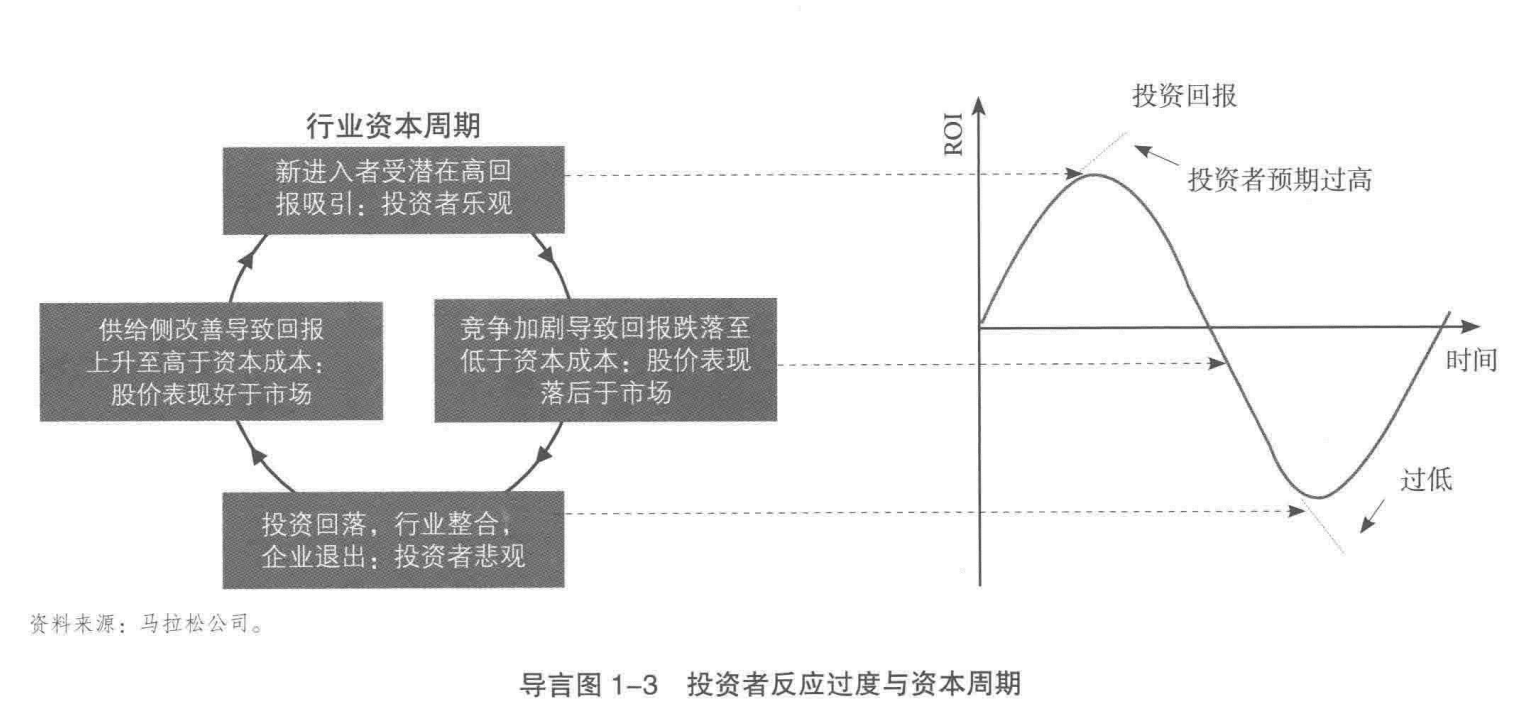 行业资本周期
新进入者受潜在高回
报吸引：投资者乐观
供给侧改善导致回报
上升至高于资本成本：
股价表现好于市场
竞争加剧导致回报跌落至
低于资本成本：股价表现
落后于市场
投资回落，行业整合，
企业退出：投资者悲观
ROI
投资回报
投资者预期过高
时间
过低
资料来源：马拉松公司。
导言图 1-3 投资者反应过度与资本周期